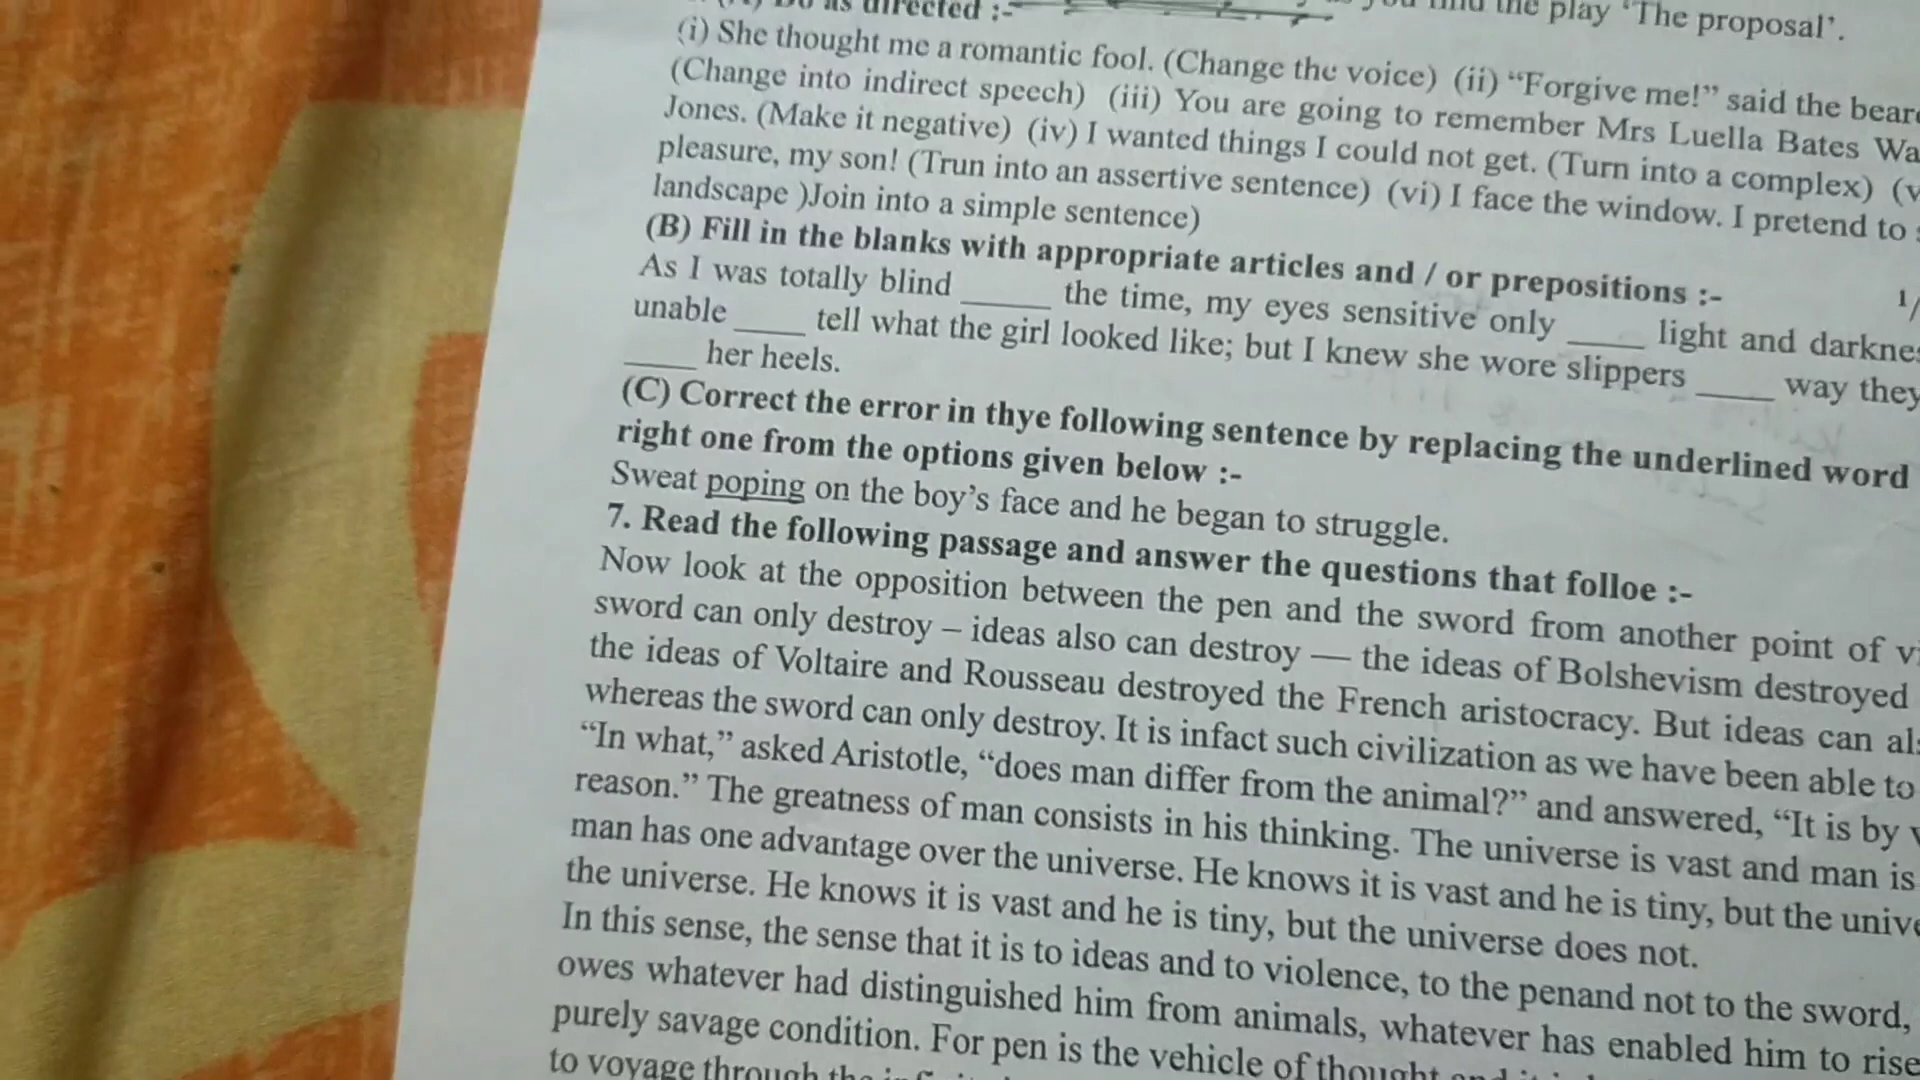 Do as directed :-
you find the play 'The proposal'.
(i) She thought me a romantic fool. (Change the voice) (ii) “Forgive me!” said the
(Change into indirect speech) (iii) You are going to remember Mrs Luella Bates
Jones. (Make it negative) (iv) I wanted things I could not get. (Turn into a complex)
pleasure, my son! (Trun into an assertive sentence) (vi) I face the window. I pretend to
landscape )Join into a simple sentence)
(B) Fill in the blanks with appropriate articles and / or prepositions :-
As I was totally blind _____ the time, my eyes sensitive only _____ light and
unable _____ tell what the girl looked like; but I knew she wore slippers _____ way they
_____ her heels.
(C) Correct the error in thye following sentence by replacing the underlined word
right one from the options given below :-
Sweat poping on the boy’s face and he began to struggle.
7. Read the following passage and answer the questions that folloe :-
Now look at the opposition between the pen and the sword from another point of
sword can only destroy – ideas also can destroy — the ideas of Bolshevism destroyed
the ideas of Voltaire and Rousseau destroyed the French aristocracy. But ideas can
whereas the sword can only destroy. It is infact such civilization as we have been able to
“In what,” asked Aristotle, “does man differ from the animal?” and answered, “It is by
reason.” The greatness of man consists in his thinking. The universe is vast and man is
man has one advantage over the universe. He knows it is vast and he is tiny, but the
the universe. He knows it is vast and he is tiny, but the universe does not.
In this sense, the sense that it is to ideas and to violence, to the penand not to the sword,
owes whatever had distinguished him from animals, whatever has enabled him to rise
purely savage condition. For pen is the vehicle of thought
to voyage through the